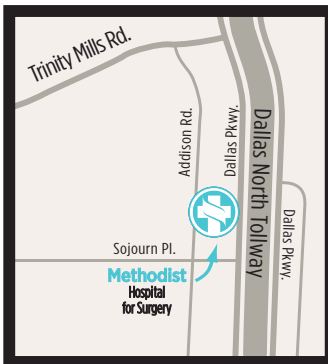 Trinity Mills Rd.
Addison Rd.
Dallas Pkwy.
Dallas North Tollway
Dallas Pkwy.
Sojourn Pl.
Methodist
Hospital
for Surgery